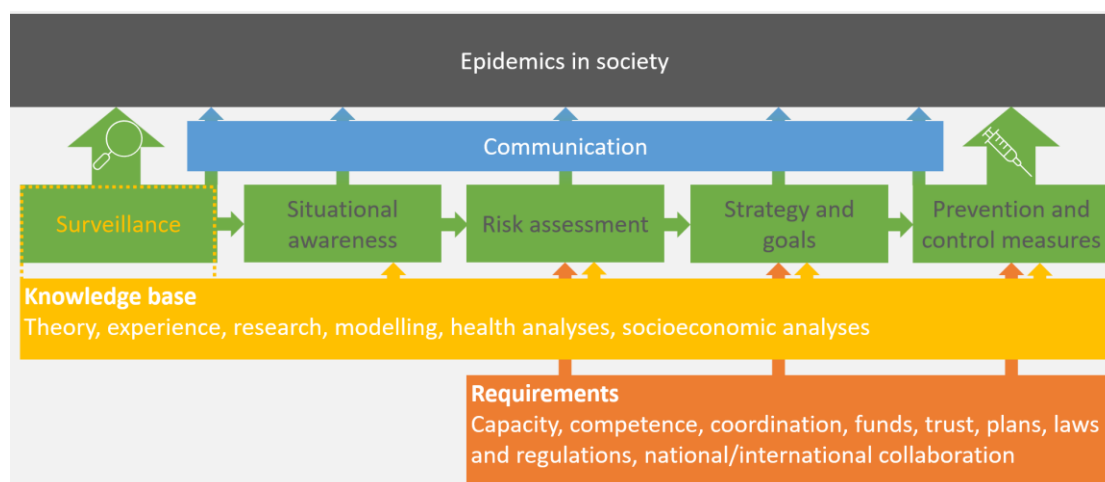 Epidemics in society
Communication
Surveillance
Situational
awareness
Risk assessment
Strategy and
goals
Prevention and
control measures
Knowledge base
Theory, experience, research, modelling, health analyses, socioeconomic analyses
Requirements
Capacity, competence, coordination, funds, trust, plans, laws
and regulations, national/international collaboration